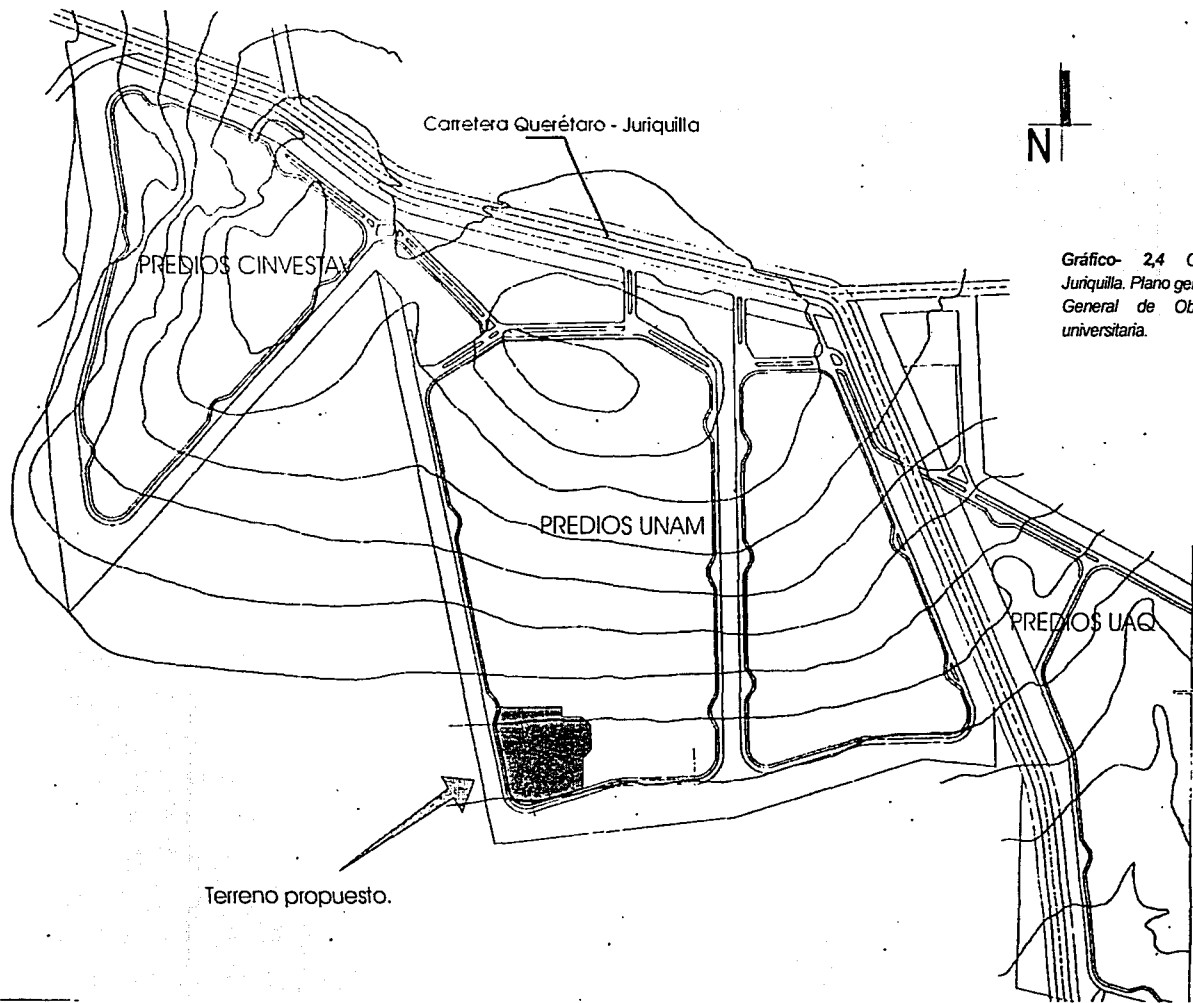 Carretera Querétaro - Juriquilla
N
Gráfico- 2,4
Juriquilla. Plano
General de
universitaria.
PREDIOS CINVESTAV
PREDIOS UNAM
PREDIOS UAQ
Terreno propuesto.